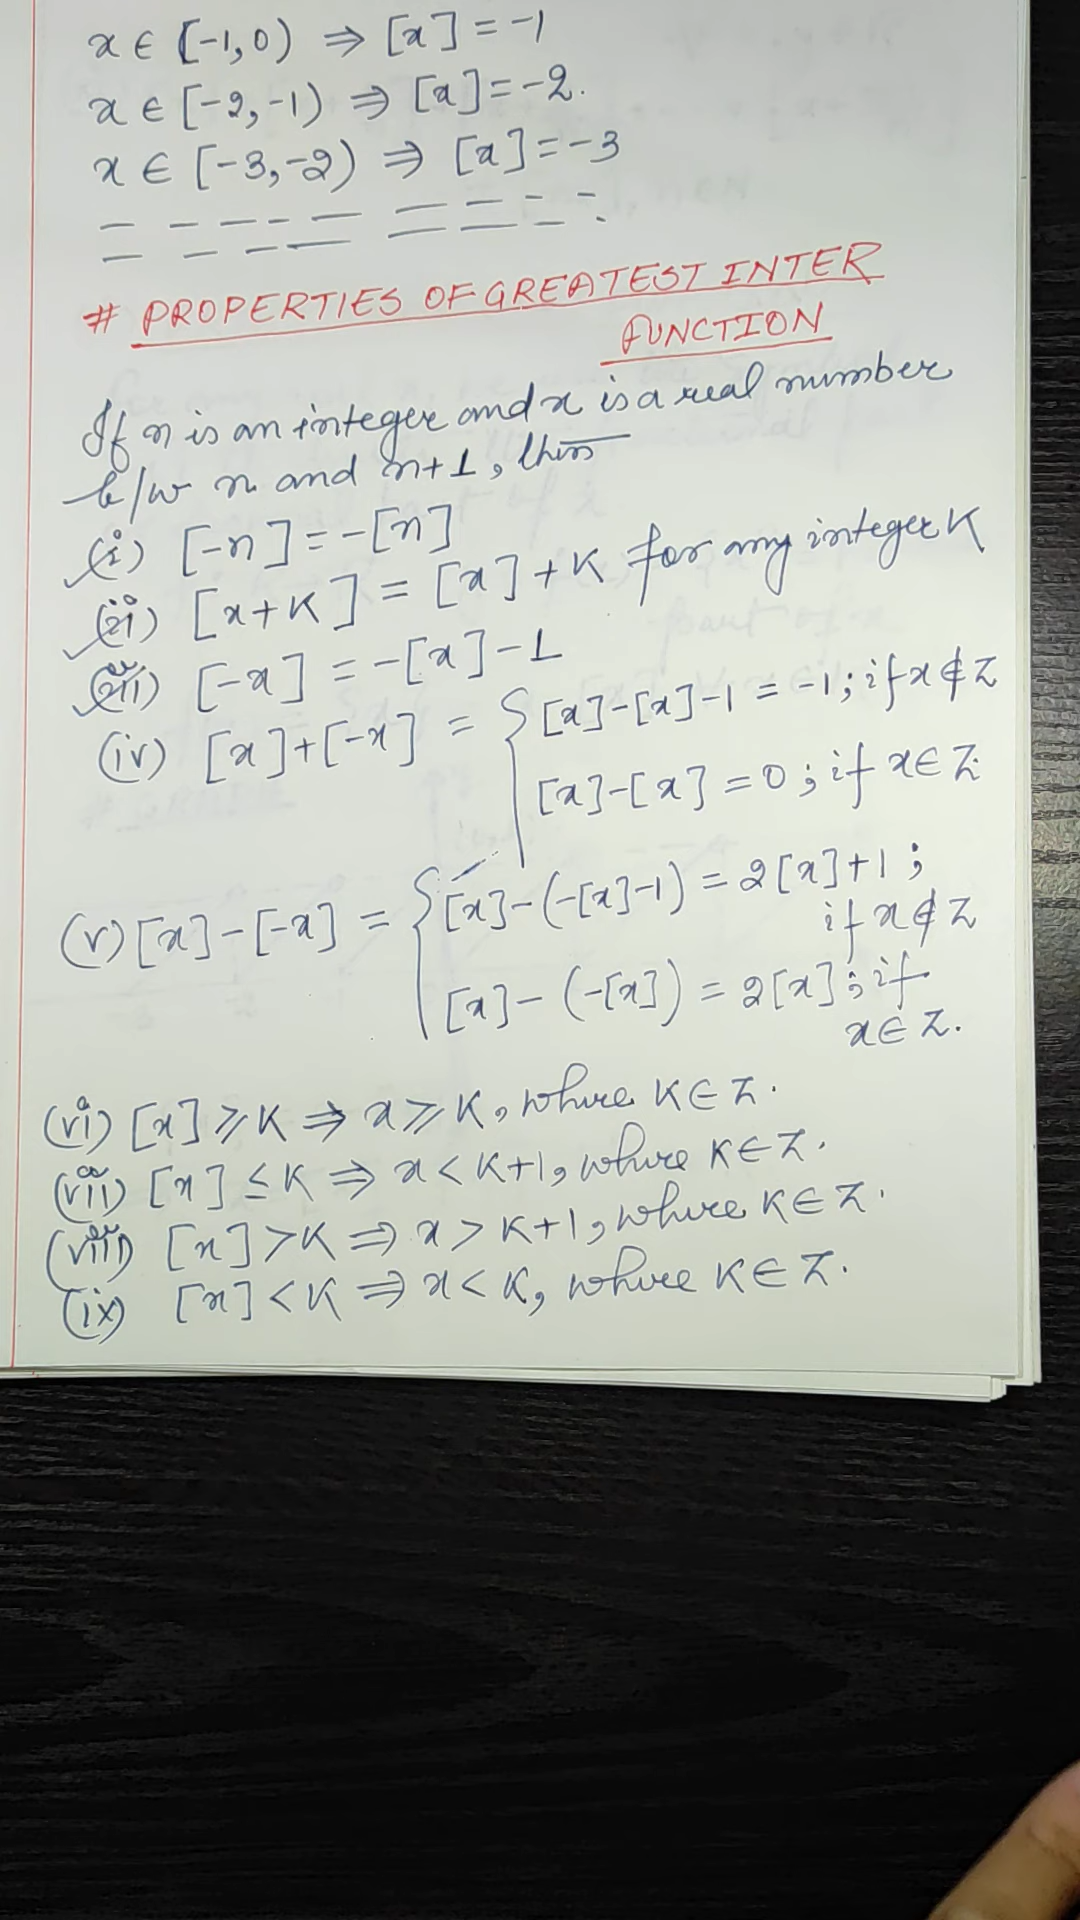 x ∈ [-1,0) ⇒ [x] = -1
x ∈ [-2,-1) ⇒ [x] = -2.
x ∈ [-3,-2) ⇒ [x] = -3
# PROPERTIES OF GREATEST INTER
FUNCTION
If n is an integer and x is a real number
b/w n and n+1, then
(i) [-n] = -[n]
(ii) [x+K] = [x]+K for any integer K
(iii) [-x] = -[x]-1
(iv) [x]+[-x] = { [x]-[x]-1 = -1; if x ∉ Z
[x]-[x] = 0; if x ∈ Z
(v) [x]-[-x] = { [x]-(-[x]-1) = 2[x]+1;
if x ∉ Z
[x]-(-[x]) = 2[x]; if
x ∈ Z.
(vi) [x] ≥ K ⇒ x ≥ K, where K ∈ Z.
(vii) [x] ≤ K ⇒ x < K+1, where K ∈ Z.
(viii) [x] > K ⇒ x > K+1, where K ∈ Z.
(ix) [x] < K ⇒ x < K, where K ∈ Z.